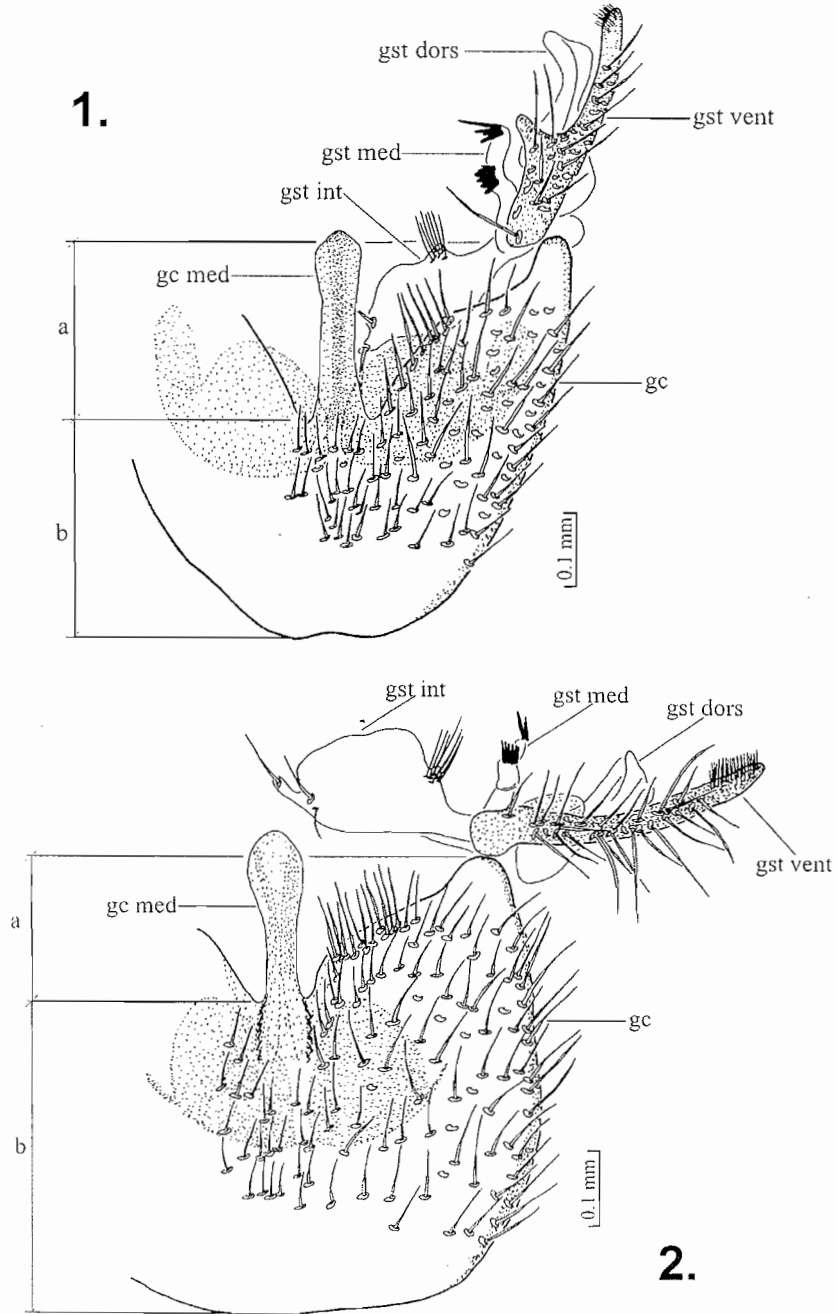 1.
gst dors
gst vent
gst med
gst int
gc med
a
gc
b
0.1 mm
gst int
gst med
gst dors
gst vent
gc med
a
gc
b
0.1 mm
2.